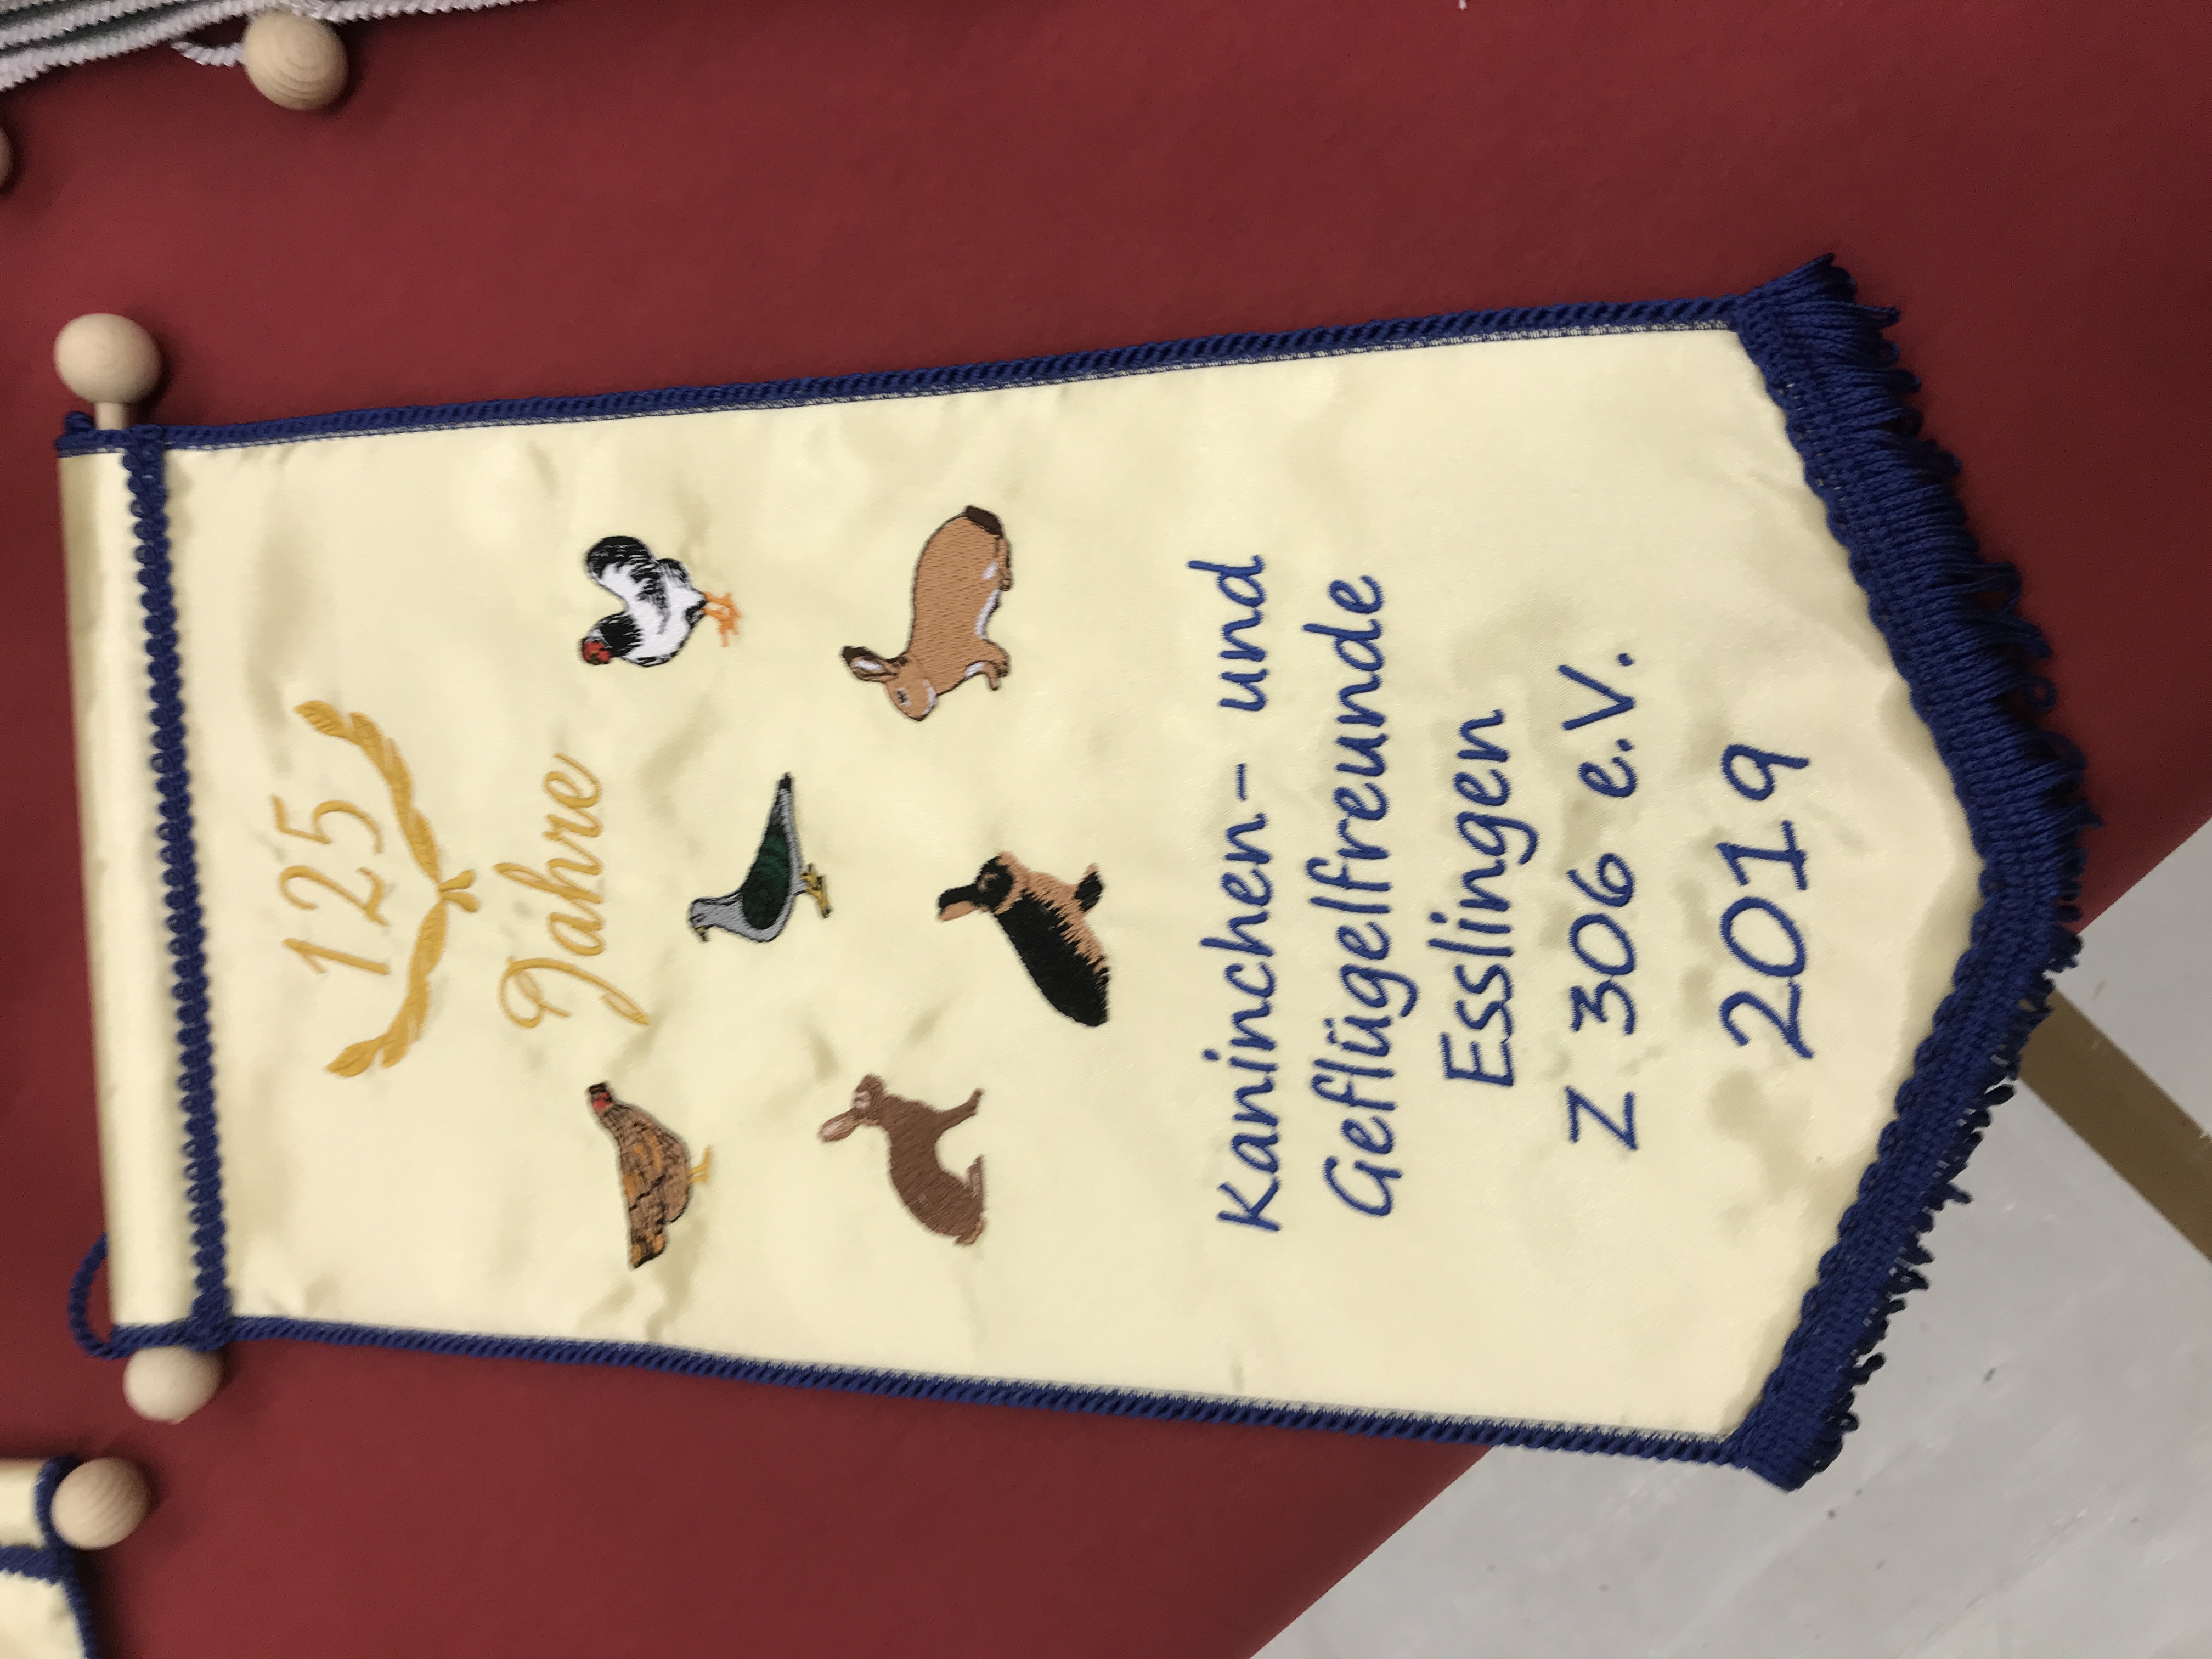 125
Jahre
Kaninchen- und
Geflügelfreunde
Esslingen
Z 306 e.V.
2019